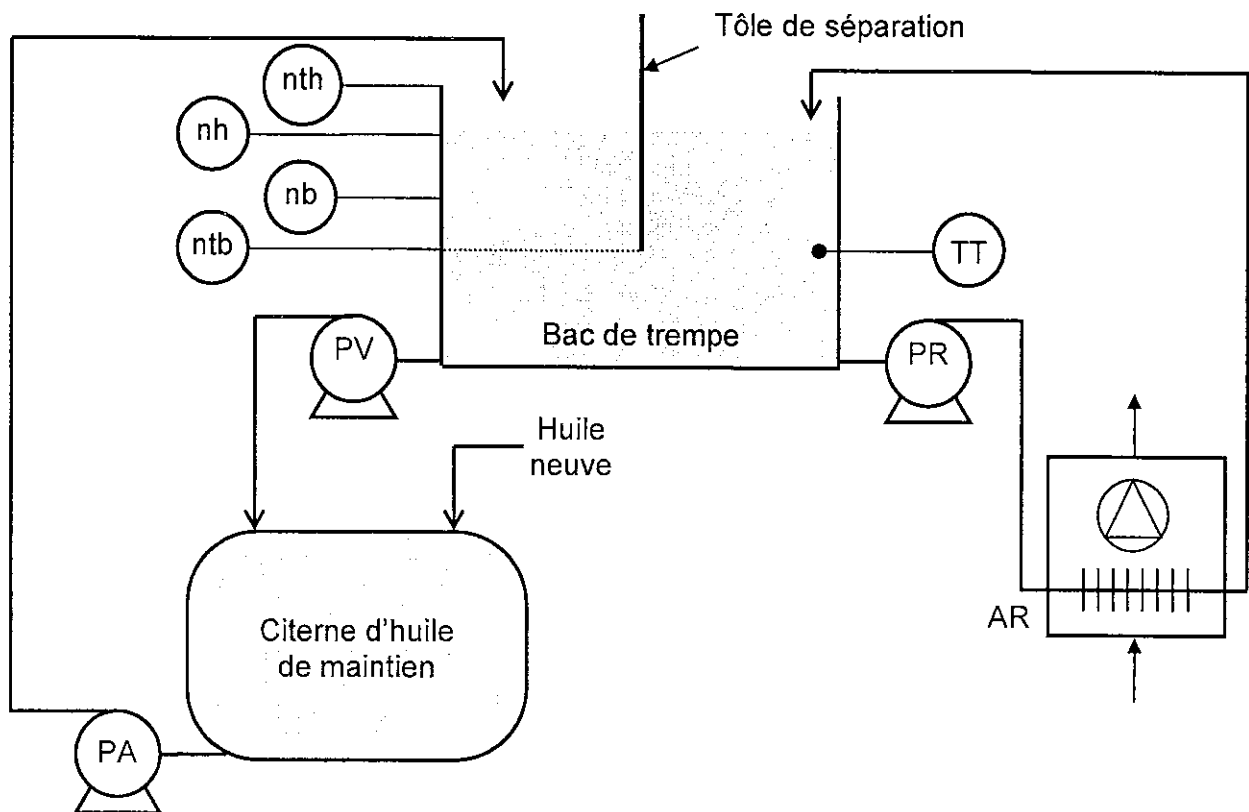 Tôle de séparation
nth
nh
nb
ntb
TT
Bac de trempe
PV
PR
Huile
neuve
Citerne d'huile
de maintien
AR
PA